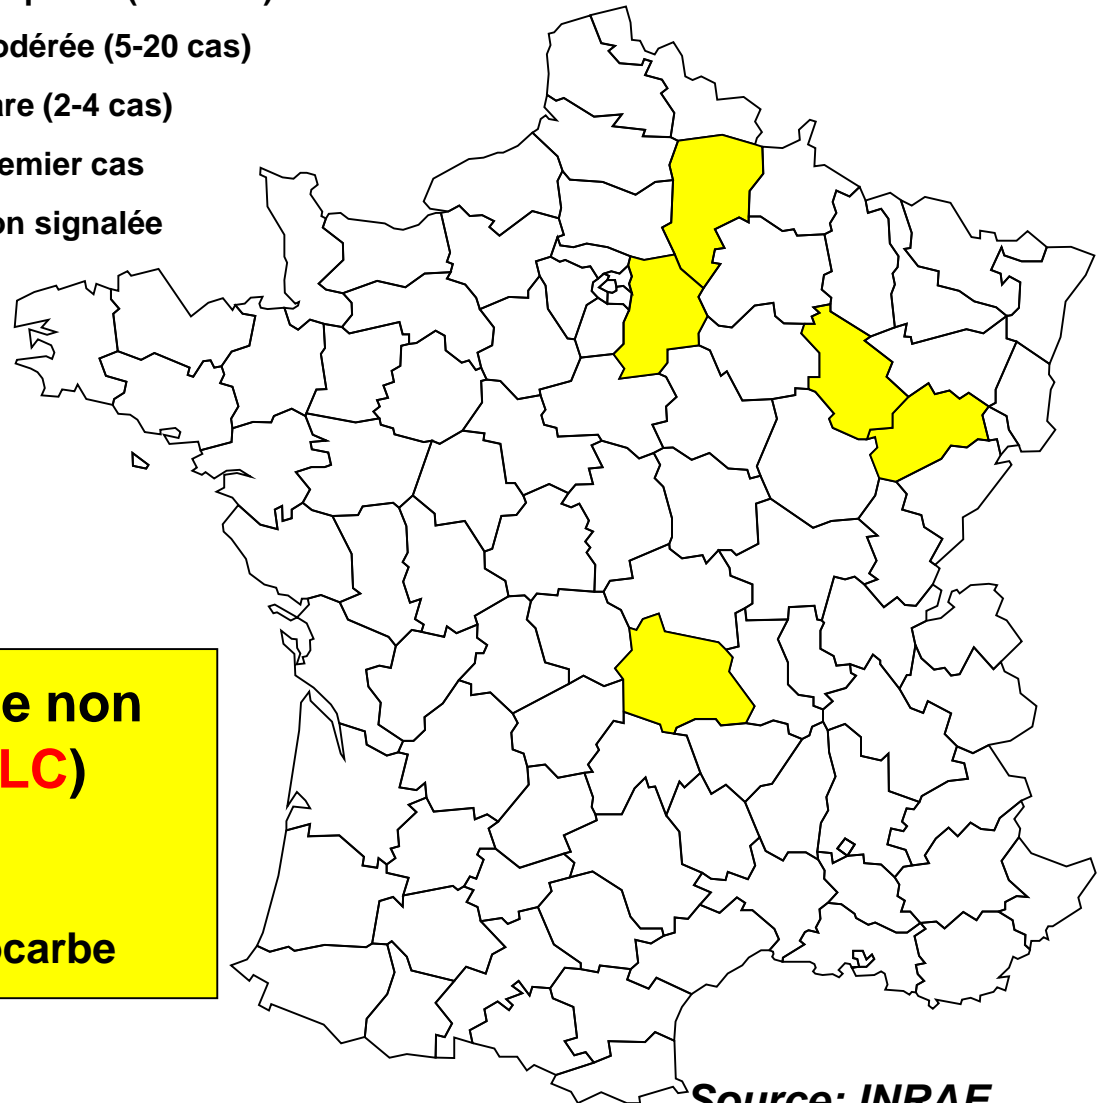 odérée (5-20 cas)
are (2-4 cas)
emier cas
on signalée
e non
LC)
ocarbe
Source: INRAE